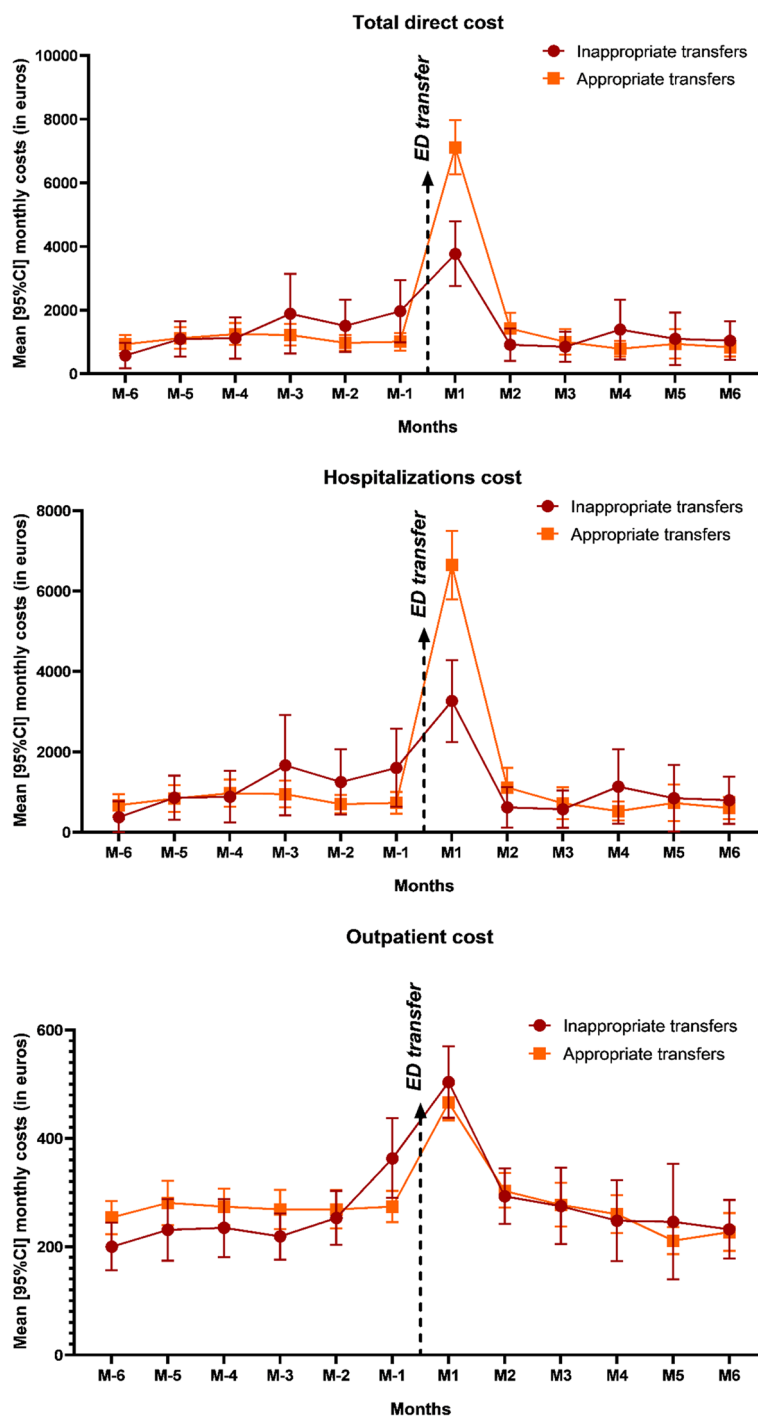 Total direct cost
Inappropriate transfers
Appropriate transfers
Mean [95%CI] monthly costs (in euros)
10000
8000
6000
4000
2000
0
ED transfer
M-6 M-5 M-4 M-3 M-2 M-1 M1 M2 M3 M4 M5 M6
Months
Hospitalizations cost
Inappropriate transfers
Appropriate transfers
Mean [95%CI] monthly costs (in euros)
8000
6000
4000
2000
0
ED transfer
M-6 M-5 M-4 M-3 M-2 M-1 M1 M2 M3 M4 M5 M6
Months
Outpatient cost
Inappropriate transfers
Appropriate transfers
Mean [95%CI] monthly costs (in euros)
600
400
200
0
ED transfer
M-6 M-5 M-4 M-3 M-2 M-1 M1 M2 M3 M4 M5 M6
Months